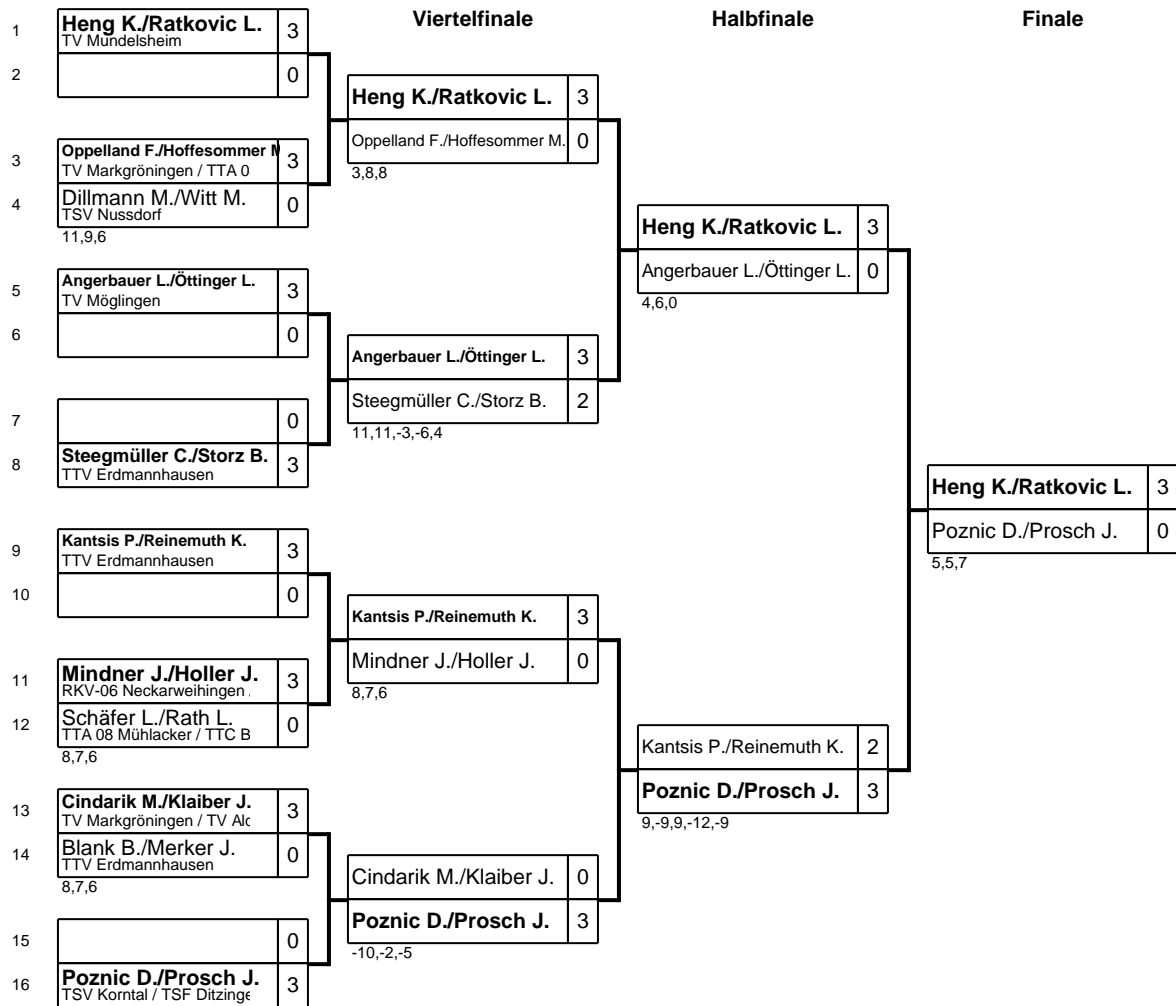 Viertelfinale Halbfinale Finale
1 Heng K./Ratkovic L. 3
TV Mundelsheim
2 0
3 Oppelland F./Hoffesommer M 3
TV Markgröningen / TTA 0
4 Dillmann M./Witt M. 0
TSV Nussdorf
11,9,6
5 Angerbauer L./Öttinger L. 3
TV Möglingen
6 0
7 0
8 Steegmüller C./Storz B. 3
TTV Erdmannhausen
9 Kantsis P./Reinemuth K. 3
TTV Erdmannhausen
10 0
11 Mindner J./Holler J. 3
RKV-06 Neckarweihingen
12 Schäfer L./Rath L. 0
TTA 08 Mühlacker / TTC B
8,7,6
13 Cindarik M./Klaiber J. 3
TV Markgröningen / TV Ald
14 Blank B./Merker J. 0
TTV Erdmannhausen
8,7,6
15 0
16 Poznic D./Prosch J. 3
TSV Korntal / TSF Ditzinge
Heng K./Ratkovic L. 3
Oppelland F./Hoffesommer M. 0
3,8,8
Angerbauer L./Öttinger L. 3
Steegmüller C./Storz B. 2
11,11,-3,-6,4
Kantsis P./Reinemuth K. 3
Mindner J./Holler J. 0
8,7,6
Cindarik M./Klaiber J. 0
Poznic D./Prosch J. 3
-10,-2,-5
Heng K./Ratkovic L. 3
Angerbauer L./Öttinger L. 0
4,6,0
Kantsis P./Reinemuth K. 2
Poznic D./Prosch J. 3
9,-9,9,-12,-9
Heng K./Ratkovic L. 3
Poznic D./Prosch J. 0
5,5,7